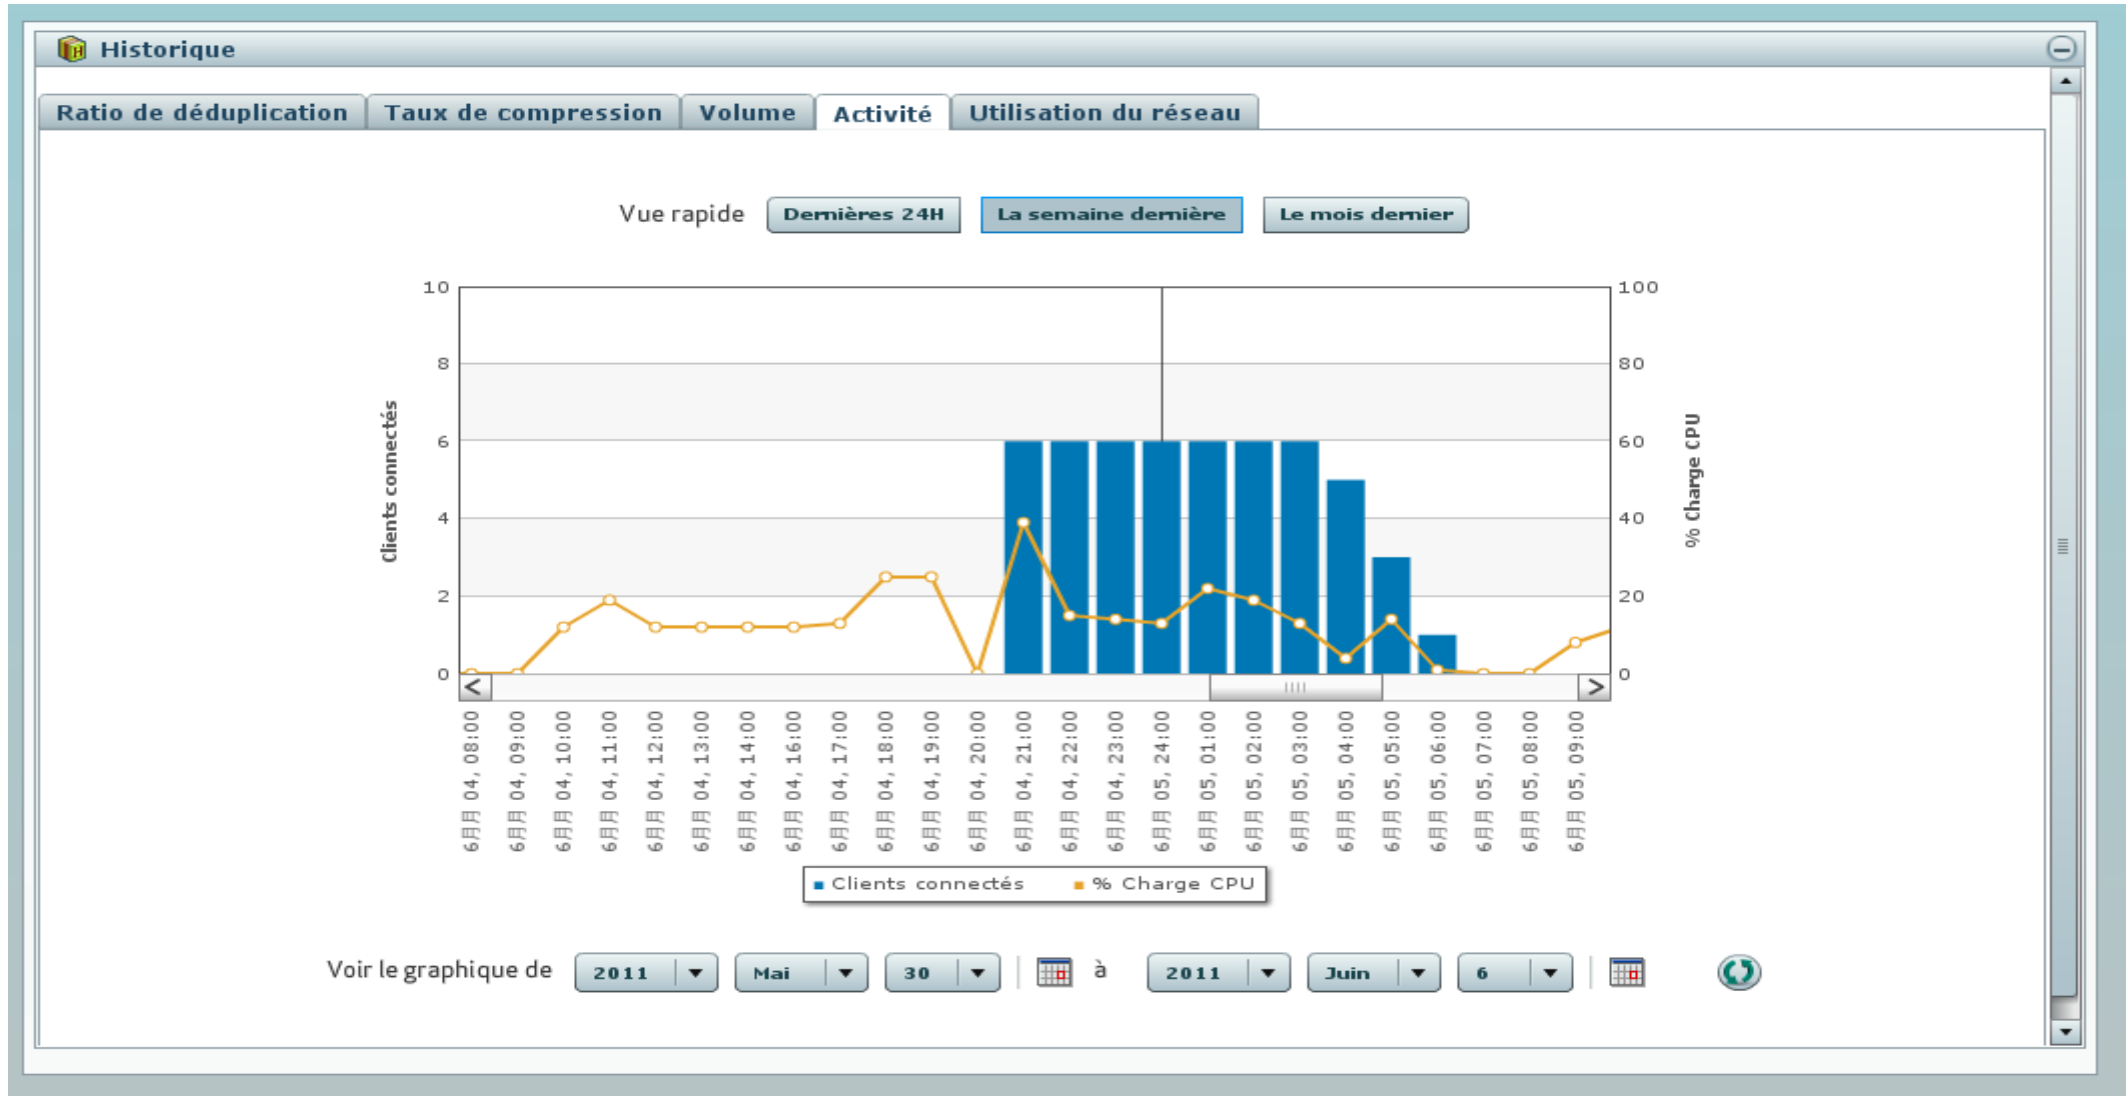 Historique
Ratio de déduplication Taux de compression Volume Activité Utilisation du réseau
Vue rapide Dernières 24H La semaine dernière Le mois dernier
10 100
8 80
6 60
4 40
2 20
0 0
Clients connectés
% Charge CPU
6月月 04, 08:00
6月月 04, 09:00
6月月 04, 10:00
6月月 04, 11:00
6月月 04, 12:00
6月月 04, 13:00
6月月 04, 14:00
6月月 04, 16:00
6月月 04, 17:00
6月月 04, 18:00
6月月 04, 19:00
6月月 04, 20:00
6月月 04, 21:00
6月月 04, 22:00
6月月 04, 23:00
6月月 05, 24:00
6月月 05, 01:00
6月月 05, 02:00
6月月 05, 03:00
6月月 05, 04:00
6月月 05, 05:00
6月月 05, 06:00
6月月 05, 07:00
6月月 05, 08:00
6月月 05, 09:00
Clients connectés % Charge CPU
Voir le graphique de 2011 Mai 30 à 2011 Juin 6